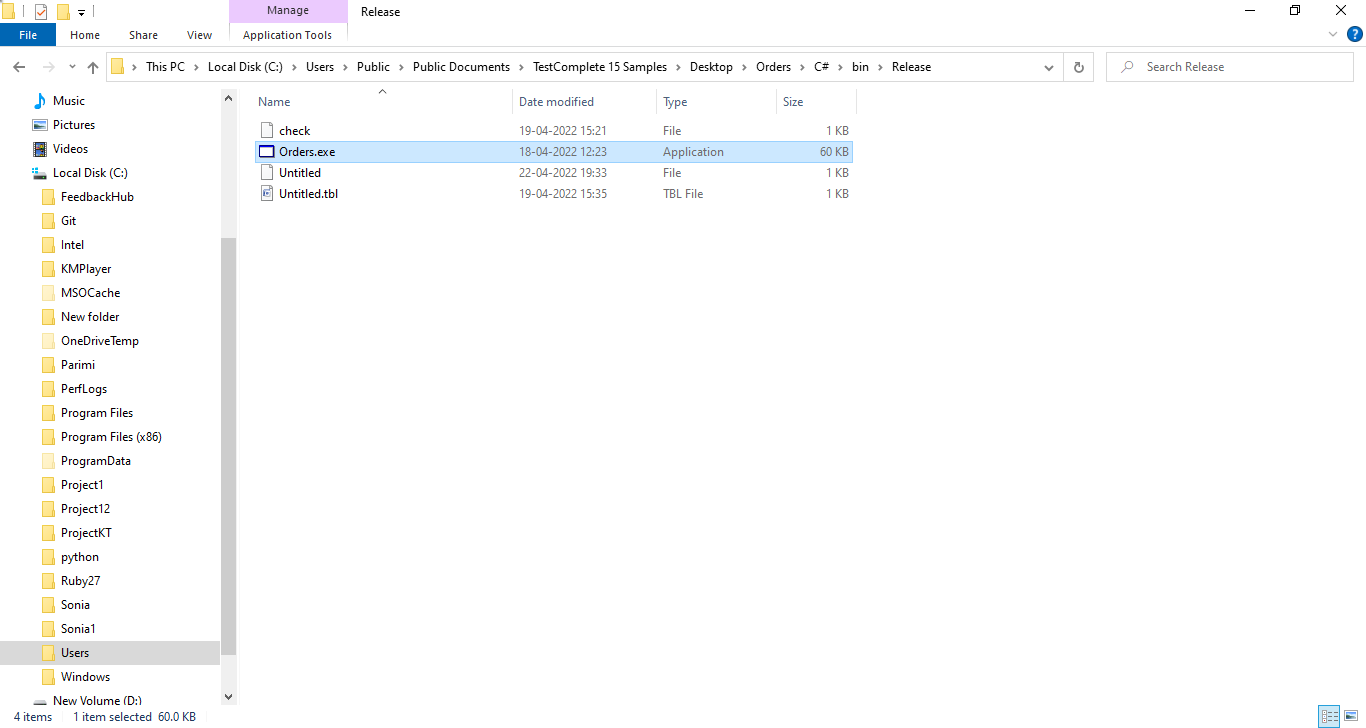 Manage Release
File Home Share View Application Tools ?
This PC Local Disk (C:) Users Public Public Documents TestComplete 15 Samples Desktop Orders C# bin Release Search Release
Music
Pictures
Videos
Local Disk (C:)
FeedbackHub
Git
Intel
KMPlayer
MSOCache
New folder
OneDriveTemp
Parimi
PerfLogs
Program Files
Program Files (x86)
ProgramData
Project1
Project12
ProjectKT
python
Ruby27
Sonia
Sonia1
Users
Windows
New Volume (D:)
Name Date modified Type Size
check 19-04-2022 15:21 File 1 KB
Orders.exe 18-04-2022 12:23 Application 60 KB
Untitled 22-04-2022 19:33 File 1 KB
Untitled.tbl 19-04-2022 15:35 TBL File 1 KB
4 items 1 item selected 60.0 KB